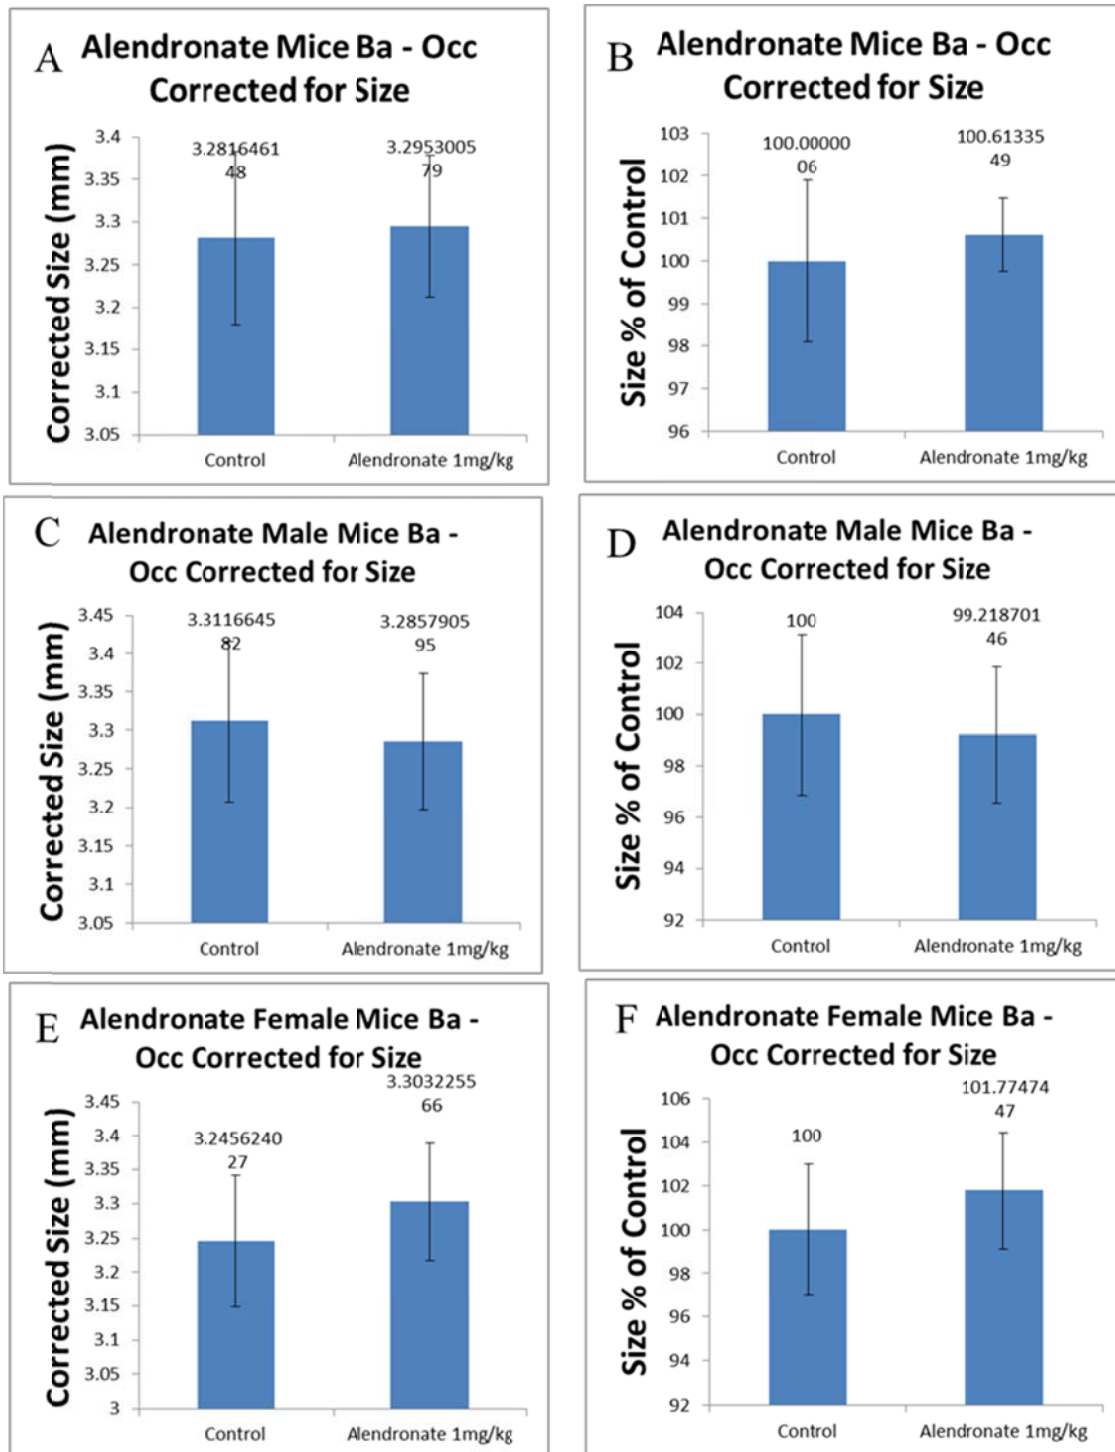 A
Alendronate Mice Ba - Occ
Corrected for Size
Corrected Size (mm)
3.4
3.35
3.3
3.25
3.2
3.15
3.1
3.05
3.2816461
48
3.2953005
79
Control
Alendronate 1mg/kg
B
Alendronate Mice Ba - Occ
Corrected for Size
Size % of Control
103
102
101
100
99
98
97
96
100.00000
06
100.61335
49
Control
Alendronate 1mg/kg
C
Alendronate Male Mice Ba -
Occ Corrected for Size
Corrected Size (mm)
3.45
3.4
3.35
3.3
3.25
3.2
3.15
3.1
3.05
3.3116645
82
3.2857905
95
Control
Alendronate 1mg/kg
D
Alendronate Male Mice Ba -
Occ Corrected for Size
Size % of Control
104
102
100
98
96
94
92
100
99.218701
46
Control
Alendronate 1mg/kg
E
Alendronate Female Mice Ba -
Occ Corrected for Size
Corrected Size (mm)
3.45
3.4
3.35
3.3
3.25
3.2
3.15
3.1
3.05
3
3.2456240
27
3.3032255
66
Control
Alendronate 1mg/kg
F
Alendronate Female Mice Ba -
Occ Corrected for Size
Size % of Control
106
104
102
100
98
96
94
92
100
101.77474
47
Control
Alendronate 1mg/kg